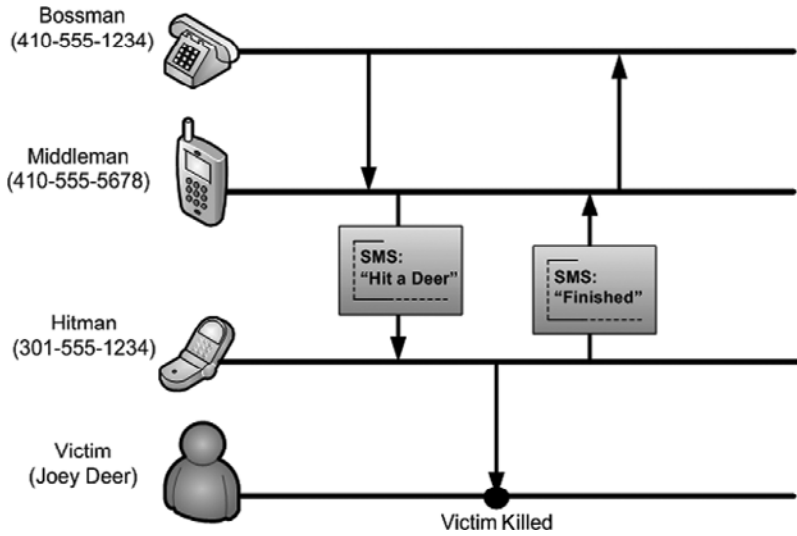 Bossman
(410-555-1234)
Middleman
(410-555-5678)
SMS:
“Hit a Deer”
SMS:
“Finished”
Hitman
(301-555-1234)
Victim
(Joey Deer)
Victim Killed